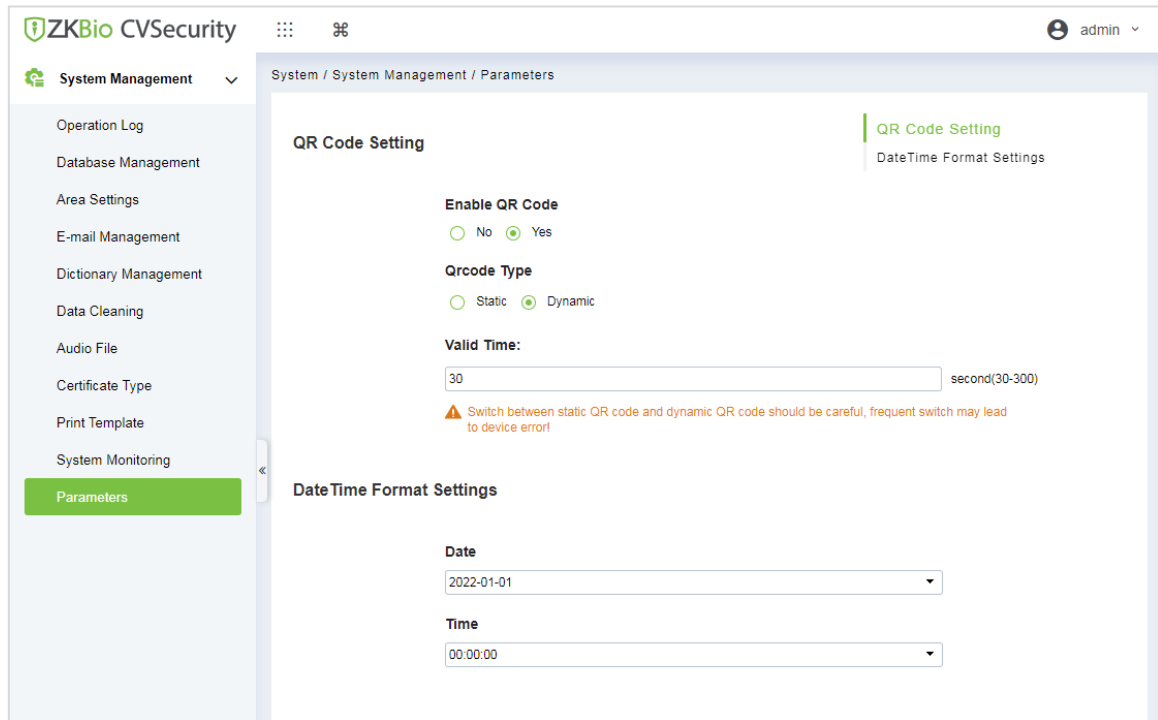 ZKBio CVSecurity
admin
System Management
System / System Management / Parameters
Operation Log
Database Management
Area Settings
E-mail Management
Dictionary Management
Data Cleaning
Audio File
Certificate Type
Print Template
System Monitoring
Parameters
QR Code Setting
QR Code Setting
DateTime Format Settings
Enable QR Code
No Yes
Qrcode Type
Static Dynamic
Valid Time:
30 second(30-300)
Switch between static QR code and dynamic QR code should be careful, frequent switch may lead
to device error!
DateTime Format Settings
Date
2022-01-01
Time
00:00:00